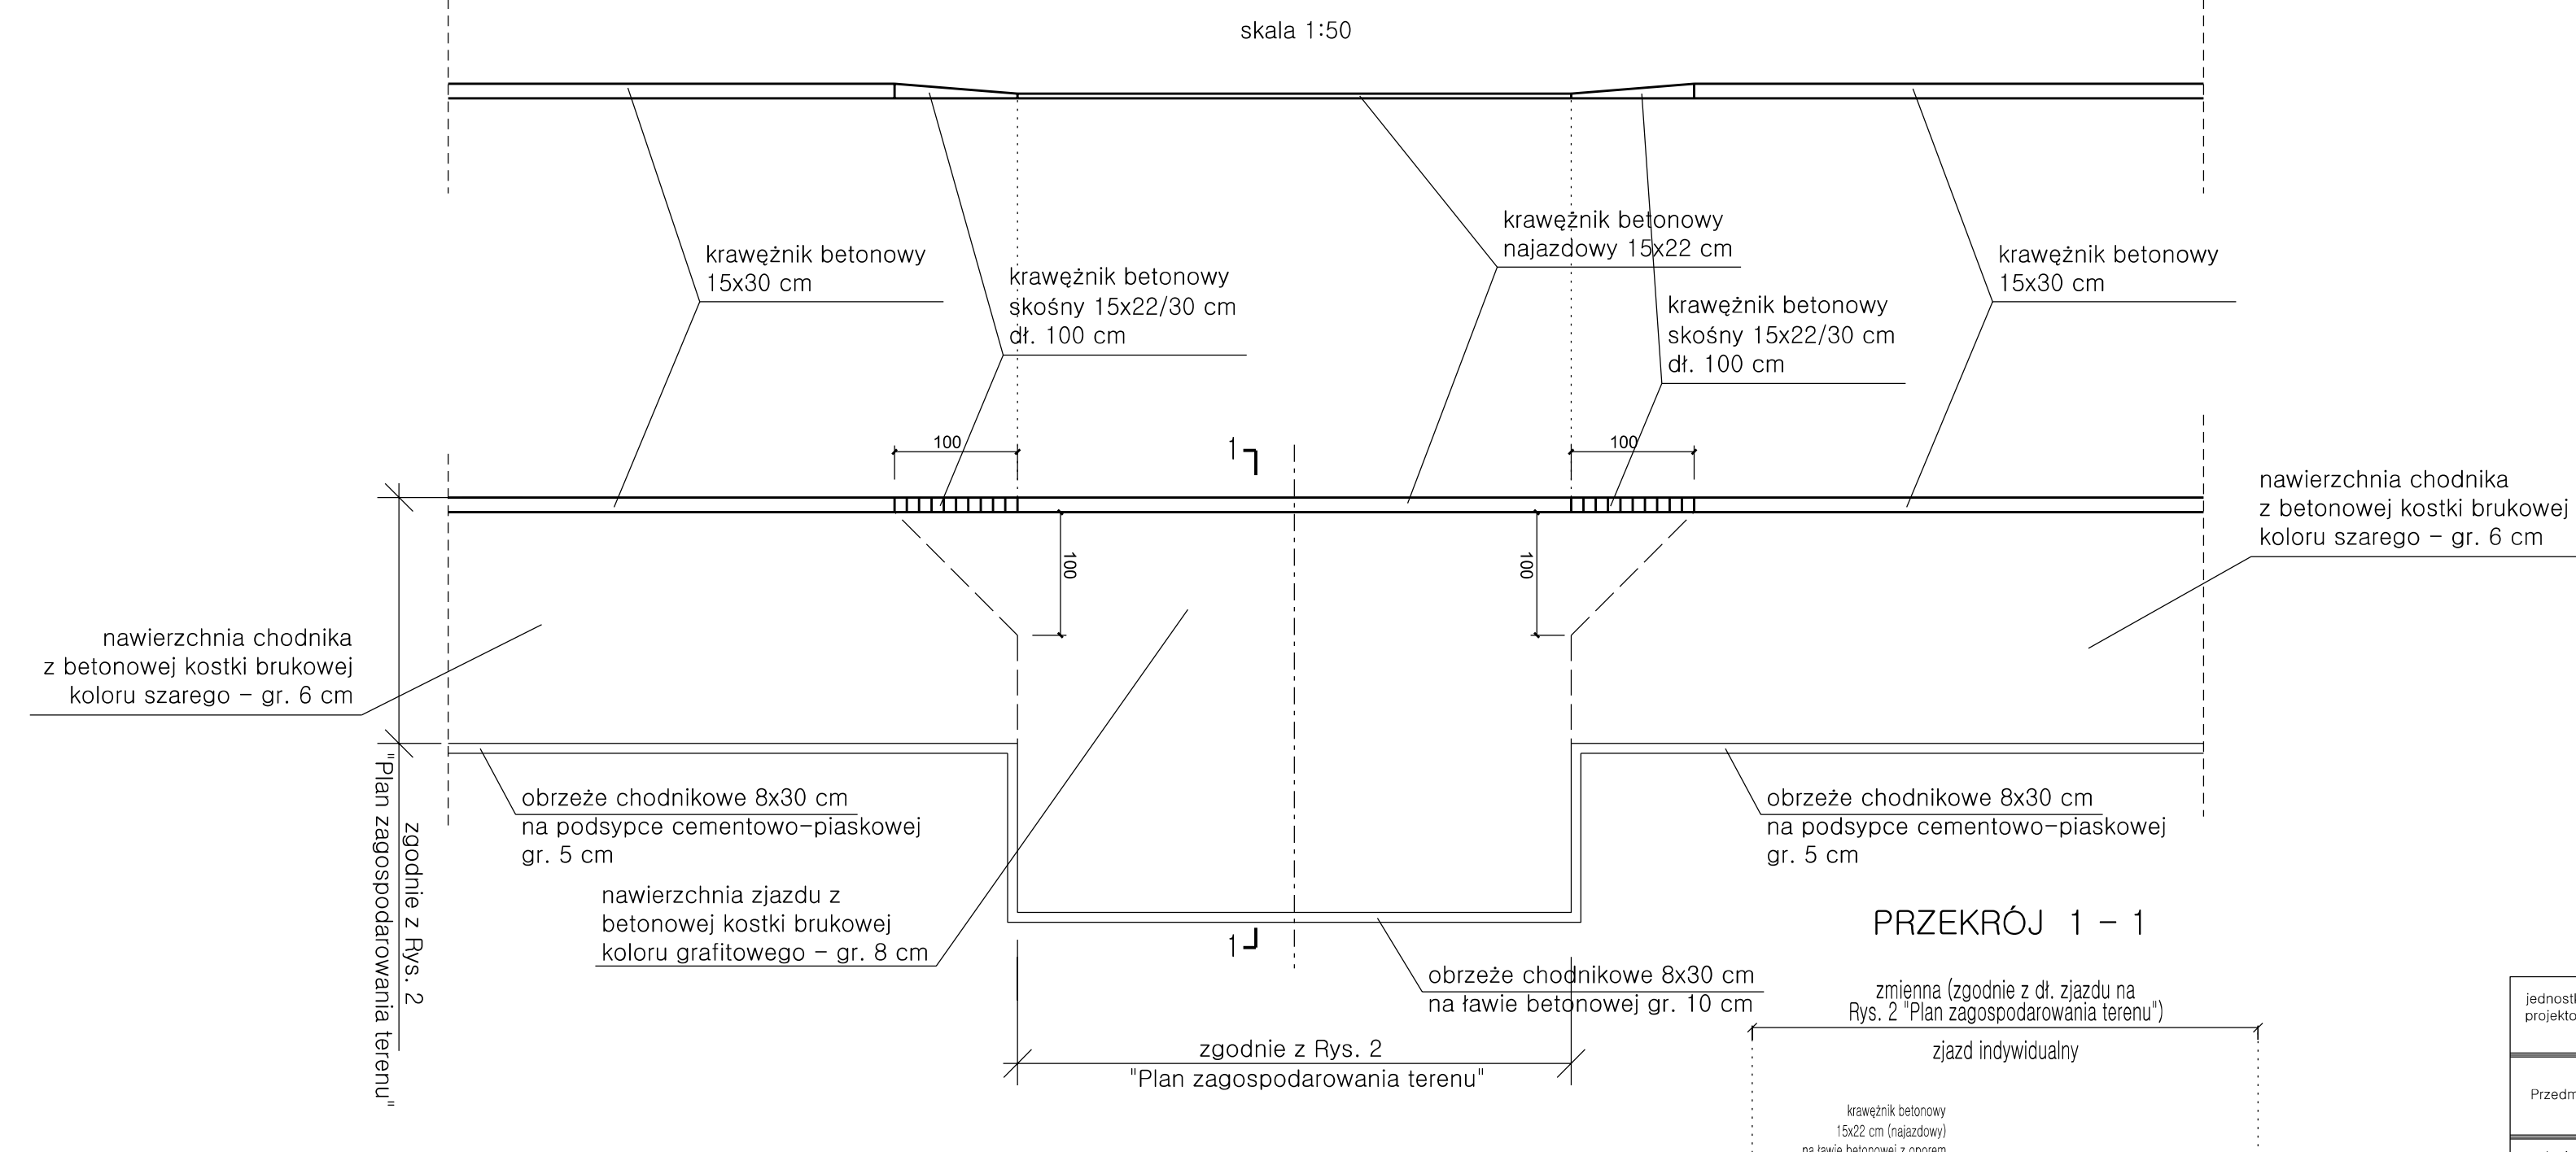 skala 1:50
krawężnik betonowy
15x30 cm
krawężnik betonowy
skośny 15x22/30 cm
dł. 100 cm
krawężnik betonowy
najazdowy 15x22 cm
krawężnik betonowy
skośny 15x22/30 cm
dł. 100 cm
krawężnik betonowy
15x30 cm
100
1
100
nawierzchnia chodnika
z betonowej kostki brukowej
koloru szarego - gr. 6 cm
100
100
nawierzchnia chodnika
z betonowej kostki brukowej
koloru szarego - gr. 6 cm
zgodnie z Rys. 2
"Plan zagospodarowania terenu"
obrzeże chodnikowe 8x30 cm
na podsypce cementowo-piaskowej
gr. 5 cm
nawierzchnia zjazdu z
betonowej kostki brukowej
koloru grafitowego - gr. 8 cm
obrzeże chodnikowe 8x30 cm
na podsypce cementowo-piaskowej
gr. 5 cm
1
obrzeże chodnikowe 8x30 cm
na ławie betonowej gr. 10 cm
zgodnie z Rys. 2
"Plan zagospodarowania terenu"
PRZEKRÓJ 1 - 1
zmienna (zgodnie z dł. zjazdu na
Rys. 2 "Plan zagospodarowania terenu")
zjazd indywidualny
krawężnik betonowy
15x22 cm (najazdowy)
na ławie betonowej z oporem